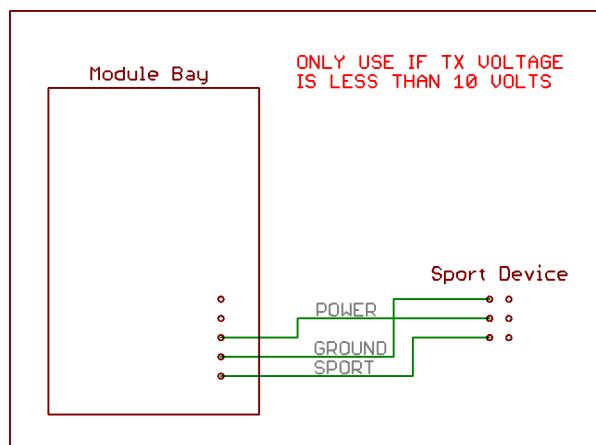 ONLY USE IF TX VOLTAGE
IS LESS THAN 10 VOLTS
Module Bay
Sport Device
POWER
GROUND
SPORT